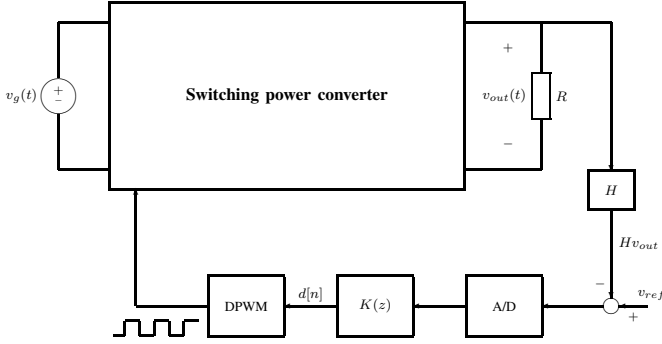 +
Switching power converter
v_g(t)
+
−
v_out(t)
R
−
H
Hv_out
−
d[n]
v_ref
DPWM
K(z)
A/D
+